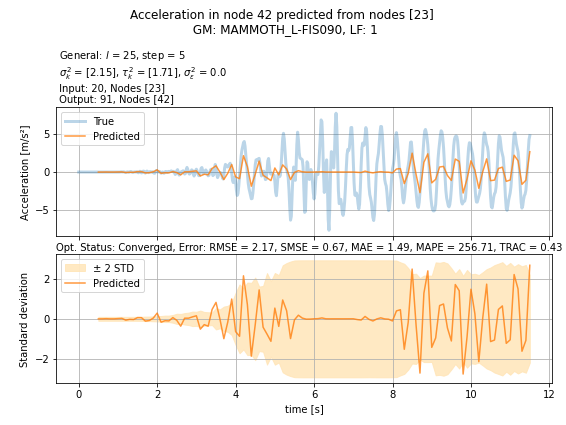 Acceleration in node 42 predicted from nodes [23]
GM: MAMMOTH_L-FIS090, LF: 1
General: l = 25, step = 5
σ²ₖ = [2.15], τ²ₖ = [1.71], σ²ε = 0.0
Input: 20, Nodes [23]
Output: 91, Nodes [42]
True
Predicted
Acceleration [m/s²]
5
0
−5
Opt. Status: Converged, Error: RMSE = 2.17, SMSE = 0.67, MAE = 1.49, MAPE = 256.71, TRAC = 0.43
± 2 STD
Predicted
Standard deviation
2
0
−2
0 2 4 6 8 10 12
time [s]